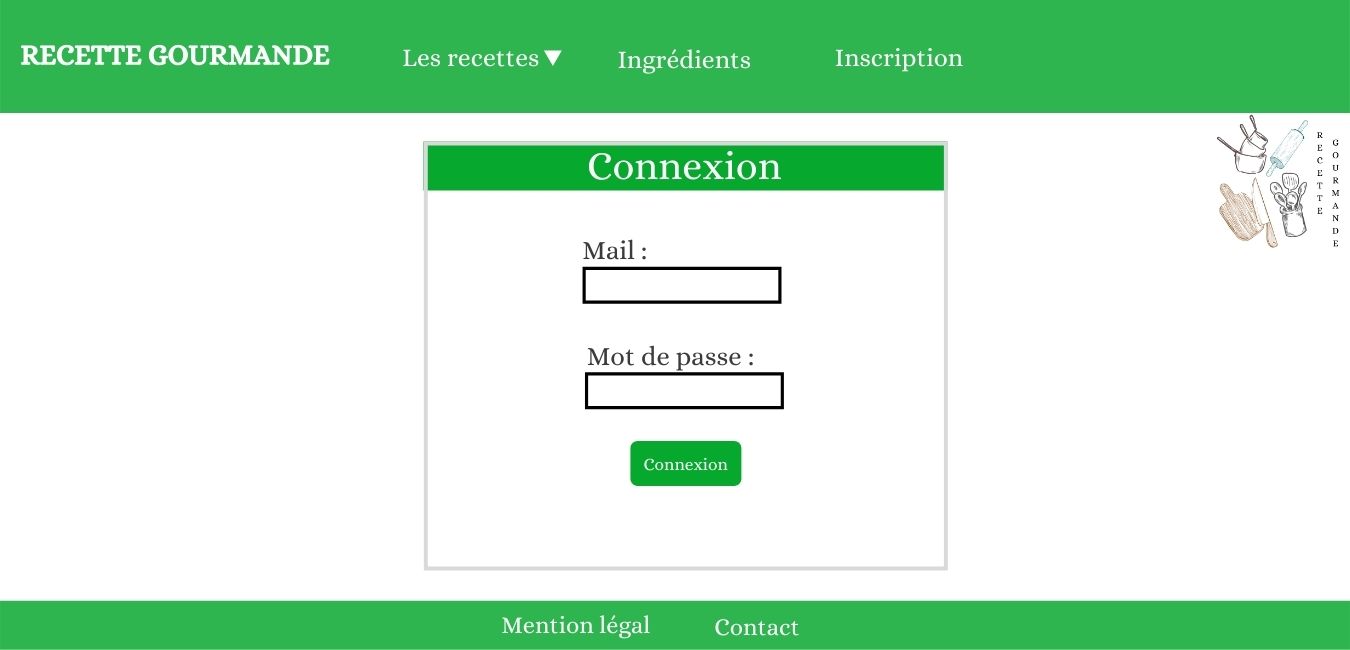 RECETTE GOURMANDE
Les recettes ▼
Ingrédients
Inscription
RECETTE
GOURMANDE
Connexion
Mail :
Mot de passe :
Connexion
Mention légal
Contact